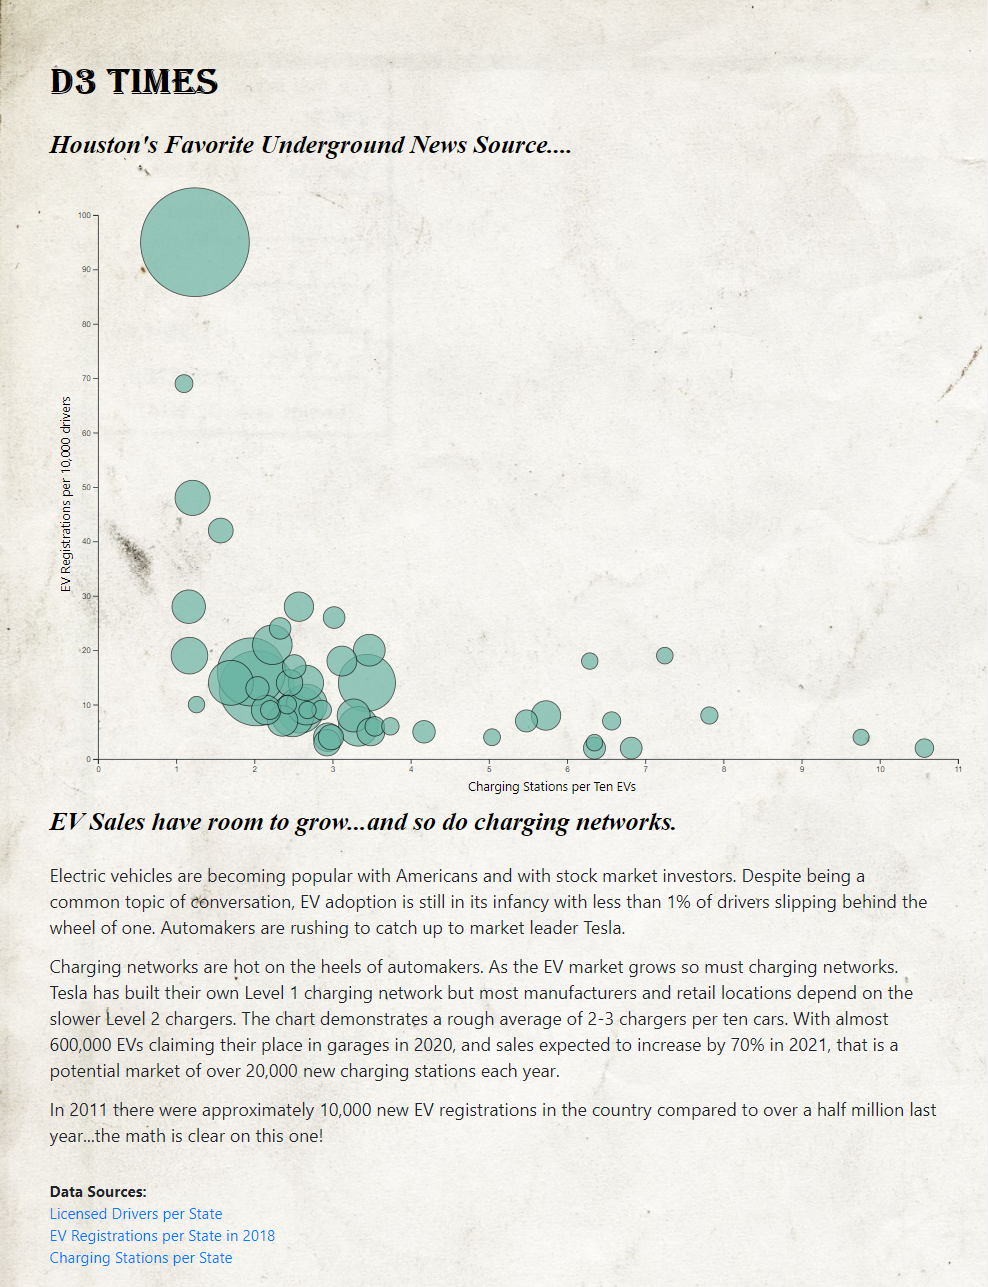 D3 TIMES
Houston's Favorite Underground News Source....
100
90
80
70
60
50
40
30
20
10
0
EV Registrations per 10,000 drivers
0 1 2 3 4 5 6 7 8 9 10 11
Charging Stations per Ten EVs
EV Sales have room to grow...and so do charging networks.
Electric vehicles are becoming popular with Americans and with stock market investors. Despite being a
common topic of conversation, EV adoption is still in its infancy with less than 1% of drivers slipping behind the
wheel of one. Automakers are rushing to catch up to market leader Tesla.
Charging networks are hot on the heels of automakers. As the EV market grows so must charging networks.
Tesla has built their own Level 1 charging network but most manufacturers and retail locations depend on the
slower Level 2 chargers. The chart demonstrates a rough average of 2-3 chargers per ten cars. With almost
600,000 EVs claiming their place in garages in 2020, and sales expected to increase by 70% in 2021, that is a
potential market of over 20,000 new charging stations each year.
In 2011 there were approximately 10,000 new EV registrations in the country compared to over a half million last
year...the math is clear on this one!
Data Sources:
Licensed Drivers per State
EV Registrations per State in 2018
Charging Stations per State